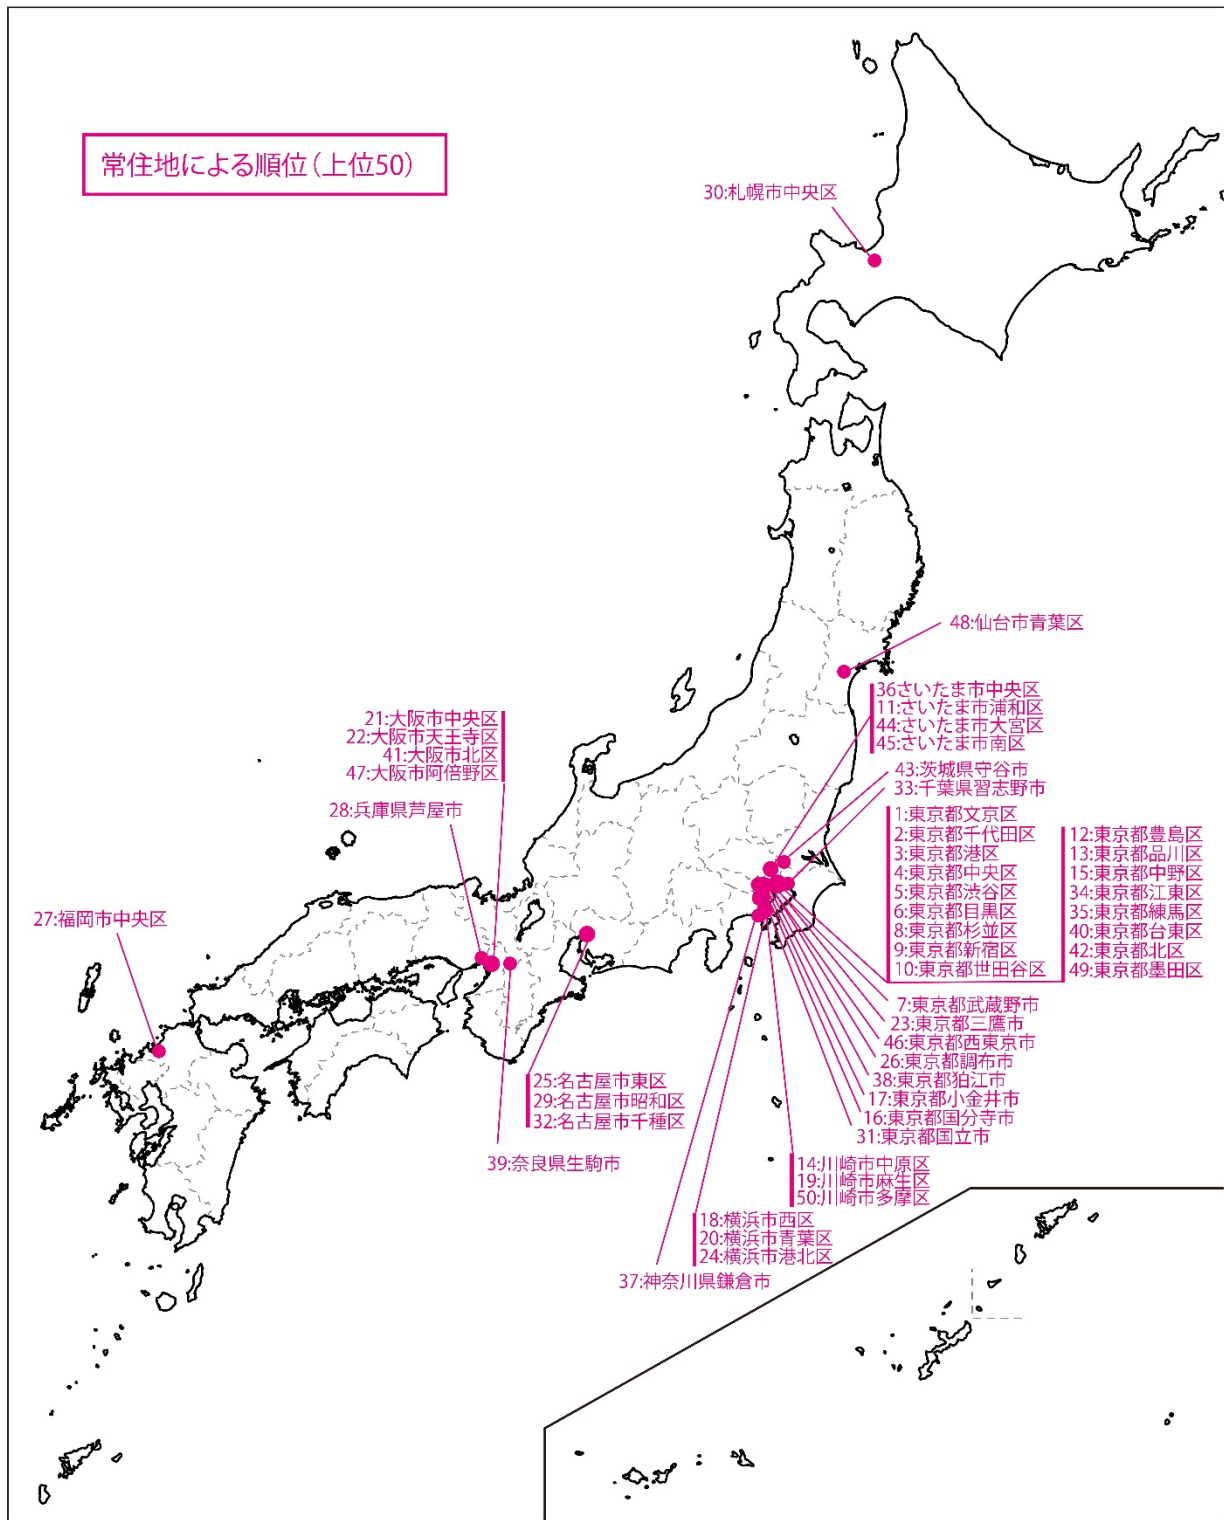 常住地による順位（上位50）
30:札幌市中央区
48:仙台市青葉区
36さいたま市中央区
11:さいたま市浦和区
44:さいたま市大宮区
45:さいたま市南区
43:茨城県守谷市
33:千葉県習志野市
21:大阪市中央区
22:大阪市天王寺区
41:大阪市北区
47:大阪市阿倍野区
28:兵庫県芦屋市
27:福岡市中央区
1:東京都文京区
2:東京都千代田区
3:東京都港区
4:東京都中央区
5:東京都渋谷区
6:東京都目黒区
8:東京都杉並区
9:東京都新宿区
10:東京都世田谷区
12:東京都豊島区
13:東京都品川区
15:東京都中野区
34:東京都江東区
35:東京都練馬区
40:東京都台東区
42:東京都北区
49:東京都墨田区
7:東京都武蔵野市
23:東京都三鷹市
46:東京都西東京市
26:東京都調布市
38:東京都狛江市
17:東京都小金井市
16:東京都国分寺市
31:東京都国立市
25:名古屋市東区
29:名古屋市昭和区
32:名古屋市千種区
39:奈良県生駒市
14:川崎市中原区
19:川崎市麻生区
50:川崎市多摩区
18:横浜市西区
20:横浜市青葉区
24:横浜市港北区
37:神奈川県鎌倉市